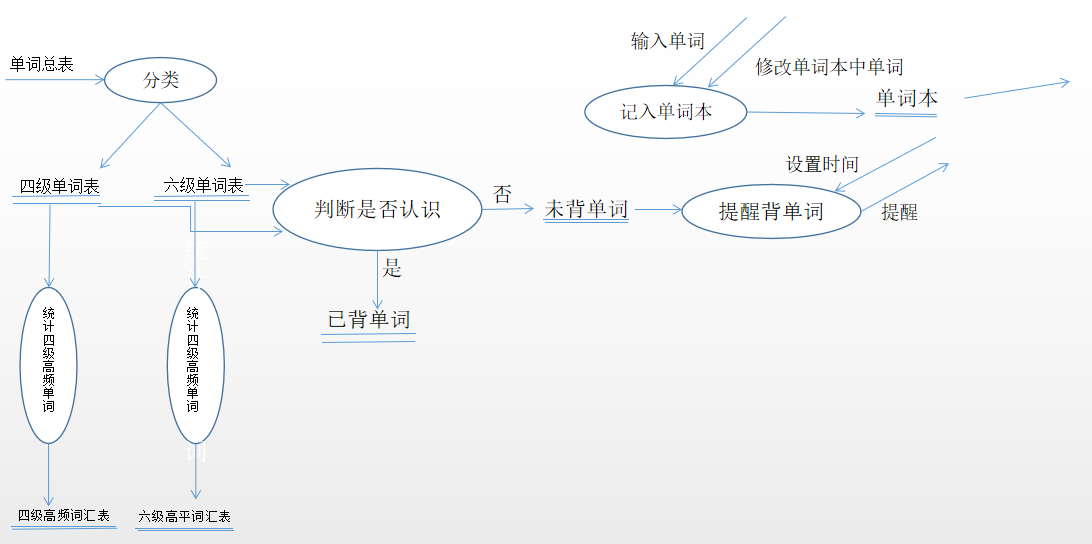 单词总表
分类
四级单词表
六级单词表
统计四级高频单词
统计四级高频单词
词
四级高频词汇表
六级高平词汇表
判断是否认识
否
是
已背单词
未背单词
提醒背单词
设置时间
提醒
输入单词
修改单词本中单词
记入单词本
单词本